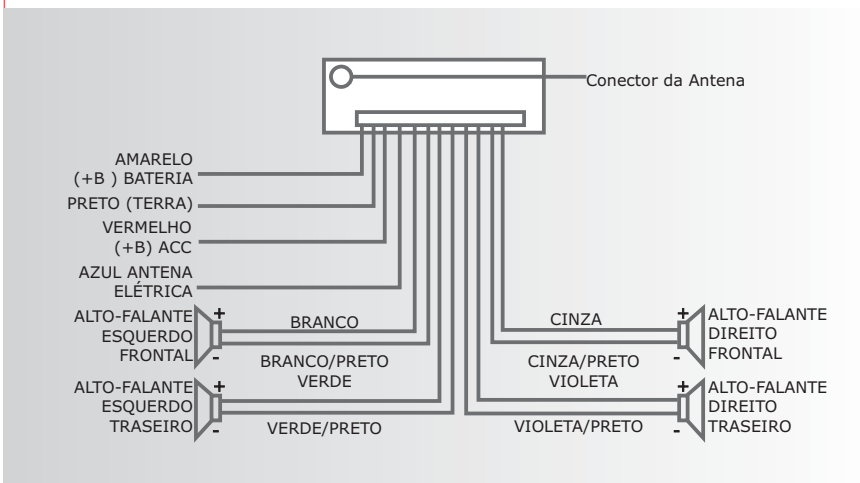 Conector da Antena
AMARELO
(+B ) BATERIA
PRETO (TERRA)
VERMELHO
(+B) ACC
AZUL ANTENA
ELÉTRICA
ALTO-FALANTE
ESQUERDO
FRONTAL
+
-
BRANCO
BRANCO/PRETO
VERDE
ALTO-FALANTE
ESQUERDO
TRASEIRO
+
-
VERDE/PRETO
CINZA
CINZA/PRETO
VIOLETA
VIOLETA/PRETO
+
-
ALTO-FALANTE
DIREITO
FRONTAL
+
-
ALTO-FALANTE
DIREITO
TRASEIRO